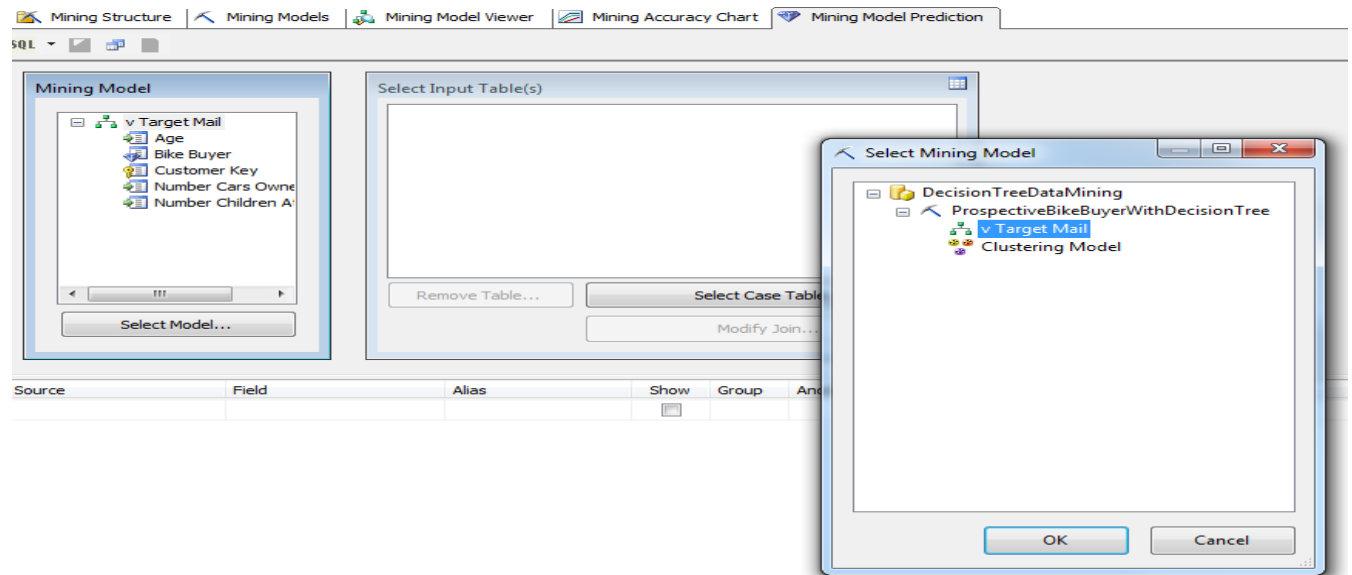 Mining Structure
Mining Models
Mining Model Viewer
Mining Accuracy Chart
Mining Model Prediction
SQL
Mining Model
v Target Mail
Age
Bike Buyer
Customer Key
Number Cars Owne
Number Children A
Select Model...
Select Input Table(s)
Remove Table...
Select Case Table
Modify Join...
Source
Field
Alias
Show
Group
And
Select Mining Model
DecisionTreeDataMining
ProspectiveBikeBuyerWithDecisionTree
v Target Mail
Clustering Model
OK
Cancel